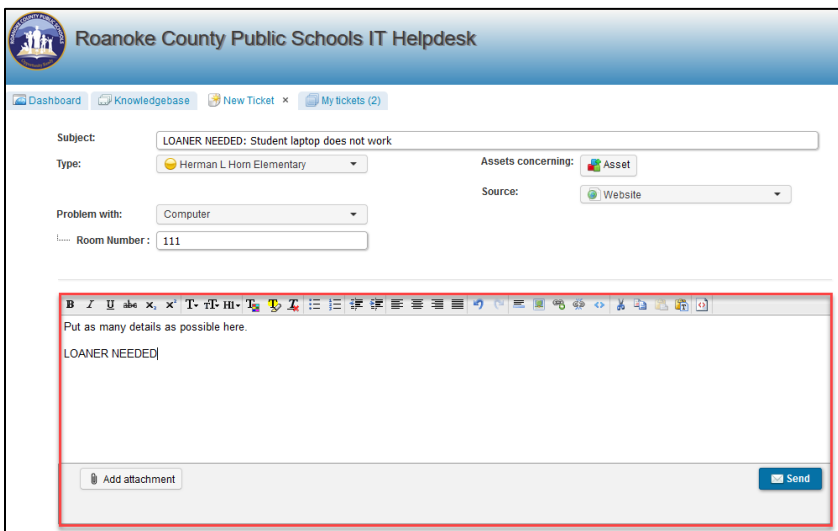 Roanoke County Public Schools IT Helpdesk
Dashboard Knowledgebase New Ticket × My tickets (2)
Subject: LOANER NEEDED: Student laptop does not work
Type: Herman L Horn Elementary Assets concerning: Asset
Source: Website
Problem with: Computer
Room Number: 111
Put as many details as possible here.
LOANER NEEDED
Add attachment Send